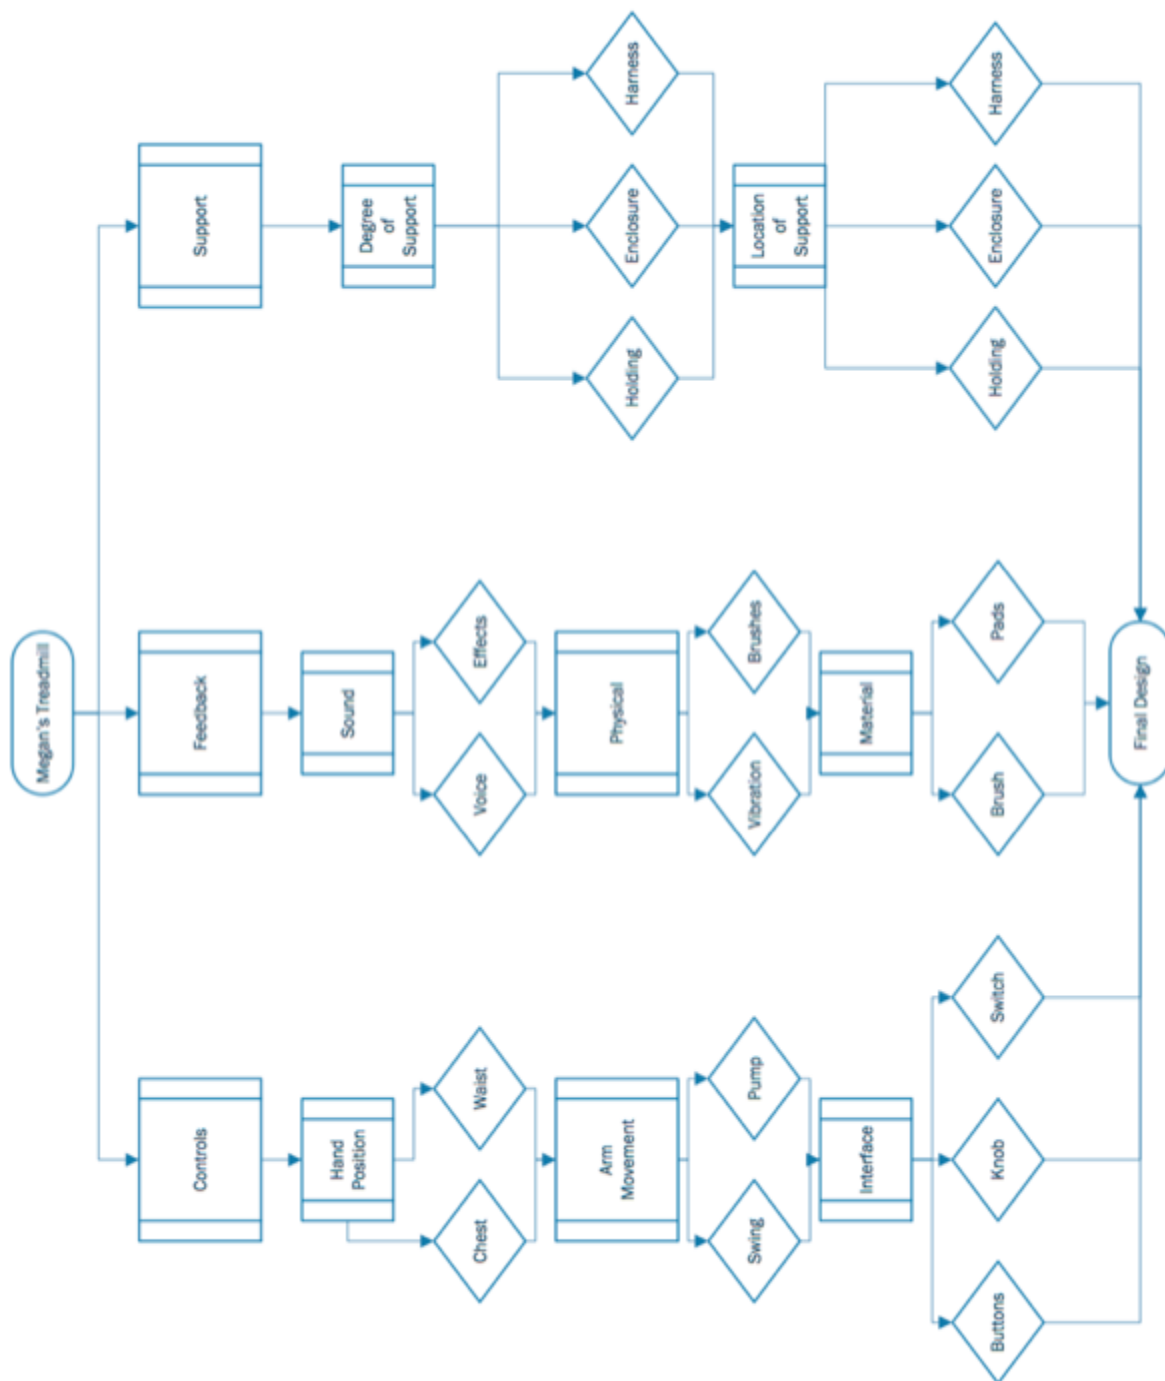 Megan's Treadmill
Controls
Feedback
Support
Hand
Position
Sound
Degree
of
Support
Chest
Waist
Voice
Effects
Holding
Enclosure
Harness
Arm
Movement
Physical
Location
of
Support
Swing
Pump
Vibration
Brushes
Interface
Material
Buttons
Knob
Switch
Brush
Pads
Holding
Enclosure
Harness
Final Design